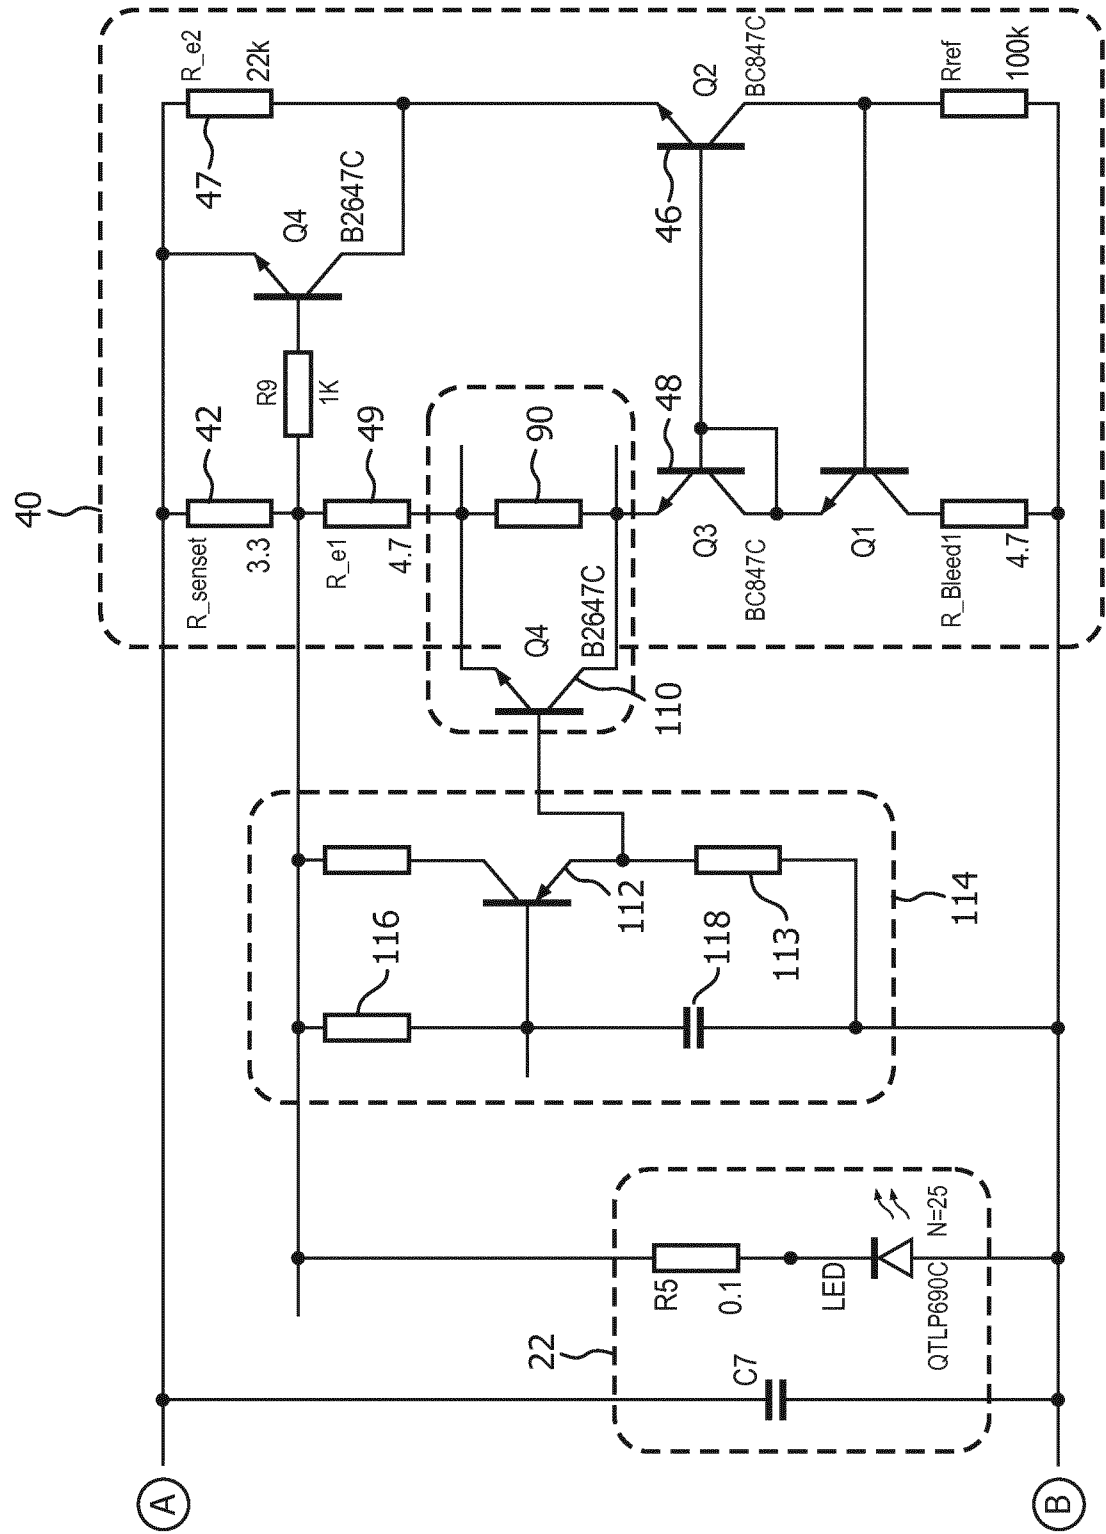 40
A
R_senset
R_e2
42
47
3.3
22k
R9
Q4
1K
R_e1
B2647C
49
116
4.7
22
Q4
90
B2647C
112
R5
110
48
46
Q3
Q2
118
0.1
C7
BC847C
BC847C
113
LED
Q1
QTLP690C N=25
R_Bleed1
Rref
114
4.7
100k
B